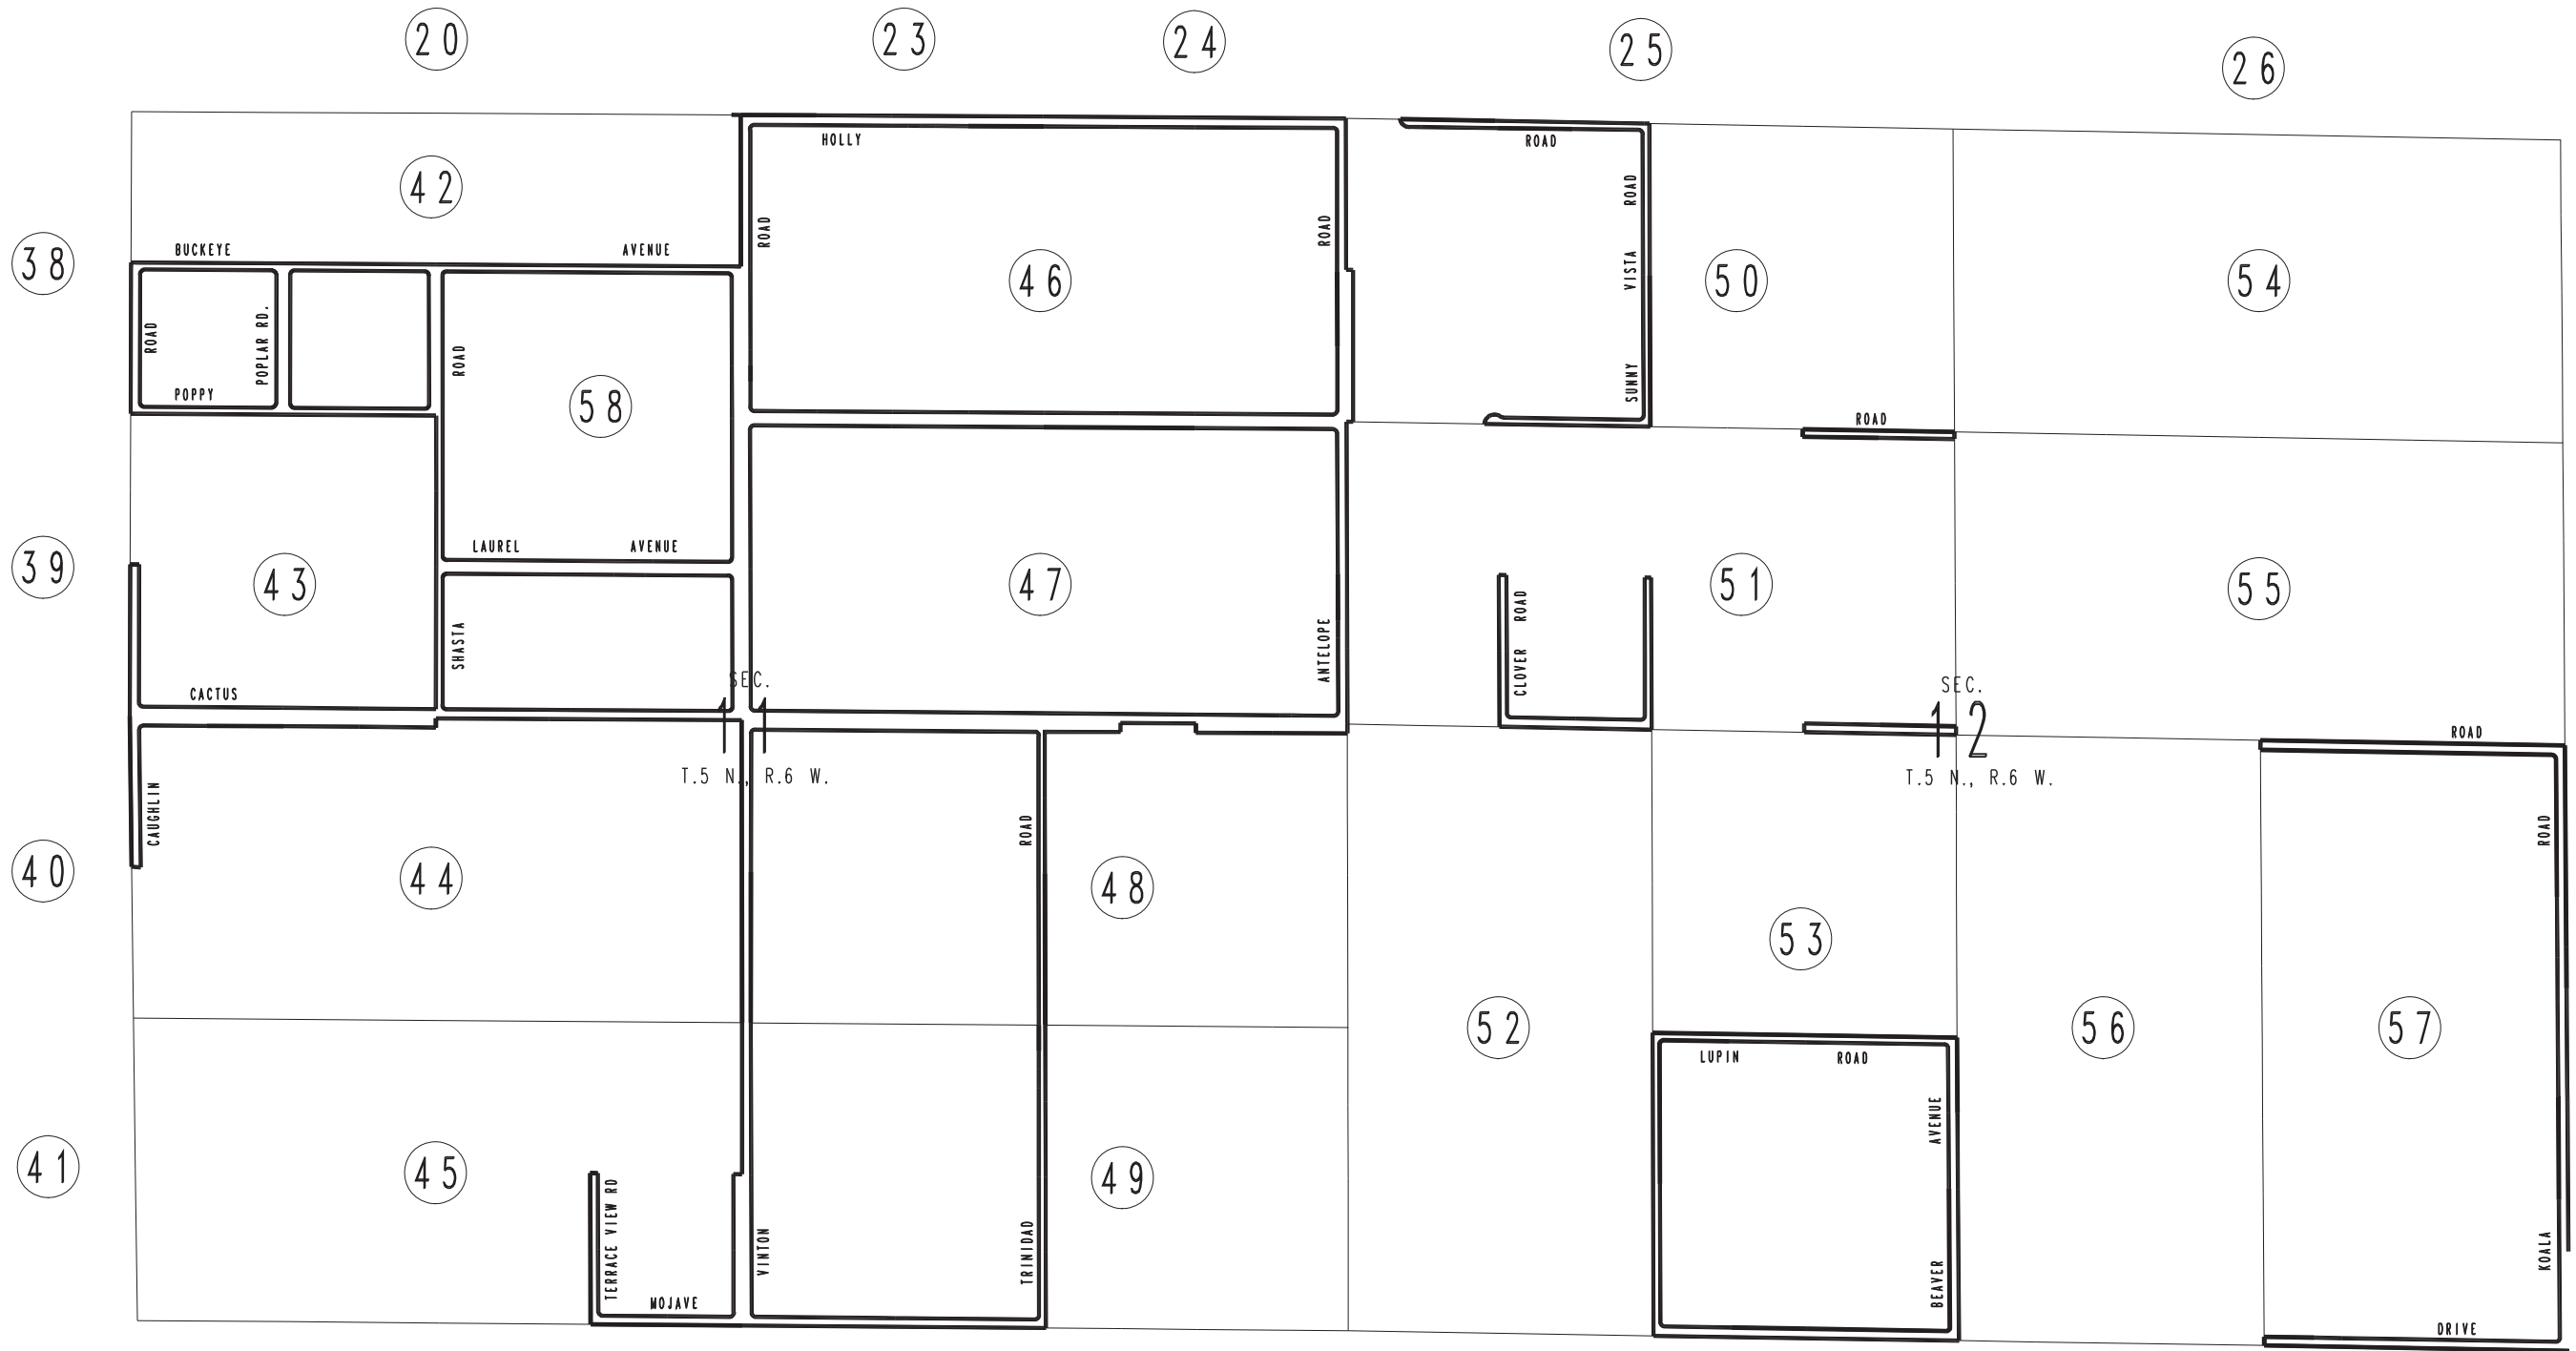 20
23
24
25
26
HOLLY
ROAD
42
ROAD
ROAD
ROAD
BUCKEYE
AVENUE
38
46
VISTA
50
54
ROAD
POPLAR RD.
ROAD
POPPY
58
SUNNY
ROAD
39
43
LAUREL
AVENUE
47
51
55
ROAD
SHASTA
ANTELOPE
CLOVER
CACTUS
SEC.
11
T.5 N., R.6 W.
SEC.
12
T.5 N., R.6 W.
ROAD
CAUGHLIN
ROAD
ROAD
40
44
48
53
52
56
57
LUPIN
ROAD
AVENUE
41
45
49
TERRACE VIEW RD
VINTON
TRINIDAD
BEAVER
KOALA
MOJAVE
DRIVE